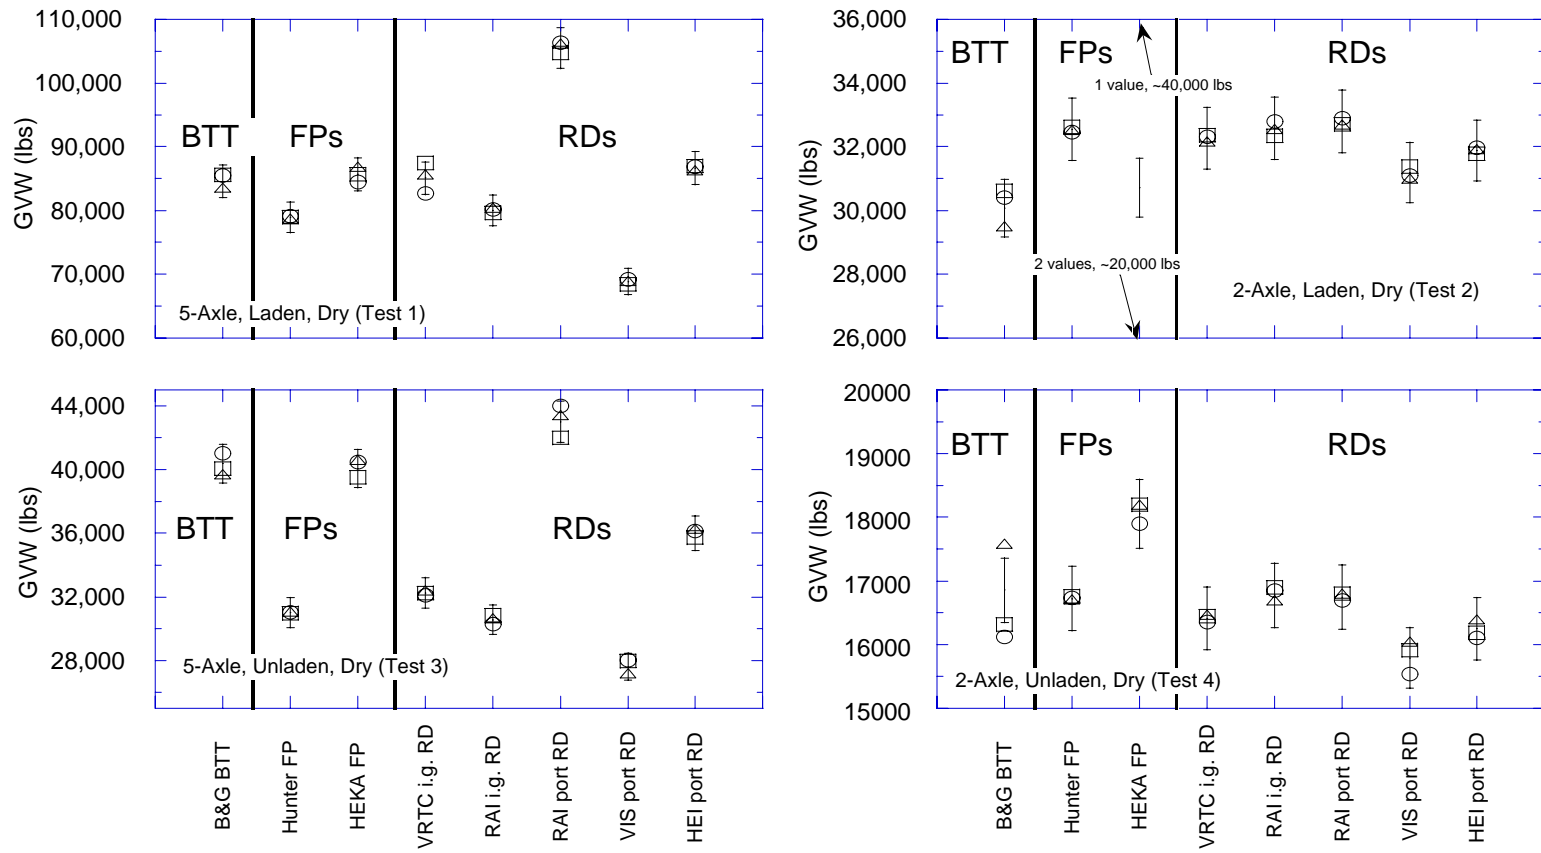 110,000
100,000
90,000
80,000
70,000
60,000
GVW (lbs)
BTT
FPs
RDs
5-Axle, Laden, Dry (Test 1)
36,000
34,000
32,000
30,000
28,000
26,000
GVW (lbs)
BTT
FPs
RDs
1 value, ~40,000 lbs
2 values, ~20,000 lbs
2-Axle, Laden, Dry (Test 2)
44,000
40,000
36,000
32,000
28,000
GVW (lbs)
BTT
FPs
RDs
5-Axle, Unladen, Dry (Test 3)
B&G BTT
Hunter FP
HEKA FP
VRTC i.g. RD
RAI i.g. RD
RAI port RD
VIS port RD
HEI port RD
20000
19000
18000
17000
16000
15000
GVW (lbs)
BTT
FPs
RDs
2-Axle, Unladen, Dry (Test 4)
B&G BTT
Hunter FP
HEKA FP
VRTC i.g. RD
RAI i.g. RD
RAI port RD
VIS port RD
HEI port RD